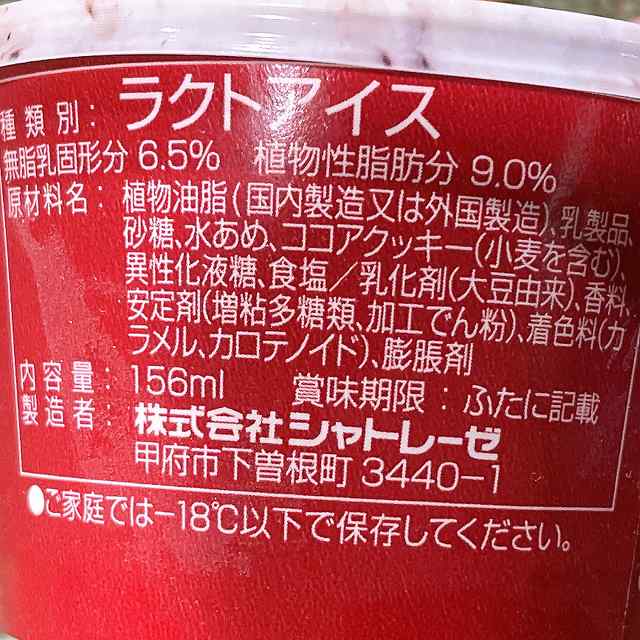 種類別：ラクトアイス
無脂乳固形分 6.5%　植物性脂肪分 9.0%
原材料名：植物油脂(国内製造又は外国製造)、乳製品、
砂糖、水あめ、ココアクッキー(小麦を含む)、
異性化液糖、食塩／乳化剤(大豆由来)、香料、
安定剤(増粘多糖類、加工でん粉)、着色料(カ
ラメル、カロテノイド)、膨脹剤
内容量：156ml　賞味期限：ふたに記載
製造者：株式会社シャトレーゼ
甲府市下曽根町 3440-1
●ご家庭では-18℃以下で保存してください。